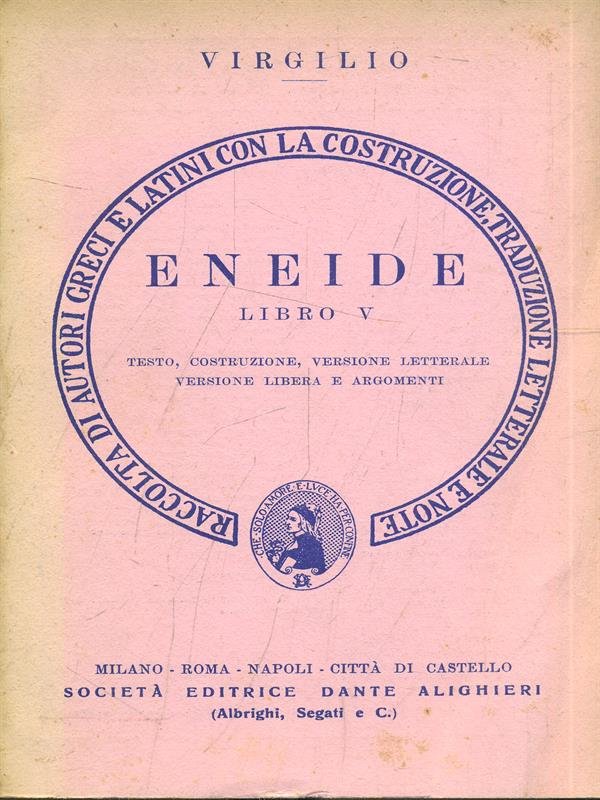 VIRGILIO
RACCOLTA DI AUTORI GRECI E LATINI CON LA COSTRUZIONE, TRADUZIONE LETTERALE E NOTE
ENEIDE
LIBRO V
TESTO, COSTRUZIONE, VERSIONE LETTERALE
VERSIONE LIBERA E ARGOMENTI
·CHE·SOLO·AMORE·E·LVCE·HA·PER·CONFINE·
MILANO - ROMA - NAPOLI - CITTÀ DI CASTELLO
SOCIETÀ EDITRICE DANTE ALIGHIERI
(Albrighi, Segati e C.)